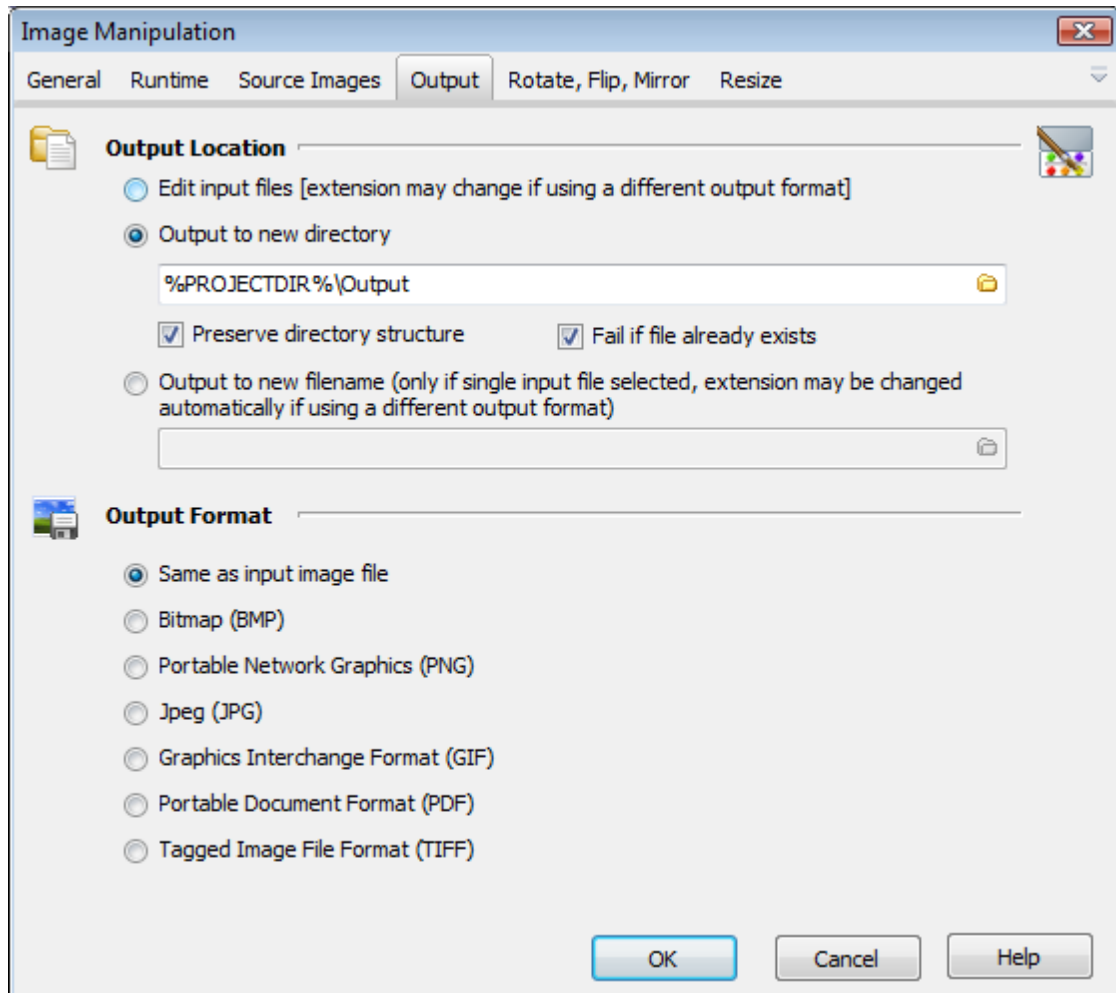 Image Manipulation
General Runtime Source Images Output Rotate, Flip, Mirror Resize
Output Location
Edit input files [extension may change if using a different output format]
Output to new directory
%PROJECTDIR%\Output
Preserve directory structure Fail if file already exists
Output to new filename (only if single input file selected, extension may be changed
automatically if using a different output format)
Output Format
Same as input image file
Bitmap (BMP)
Portable Network Graphics (PNG)
Jpeg (JPG)
Graphics Interchange Format (GIF)
Portable Document Format (PDF)
Tagged Image File Format (TIFF)
OK Cancel Help